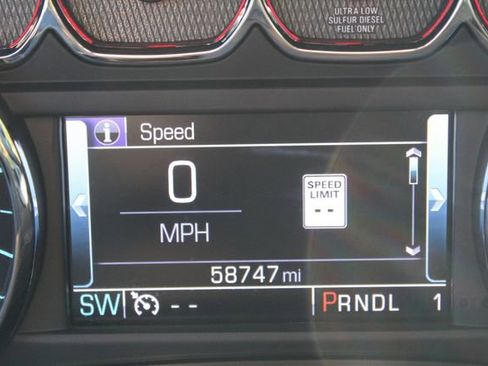 ULTRA LOW
SULFUR DIESEL
FUEL ONLY
i Speed
0
MPH
SPEED
LIMIT
--
58747 mi
SW -- PRNDL 1